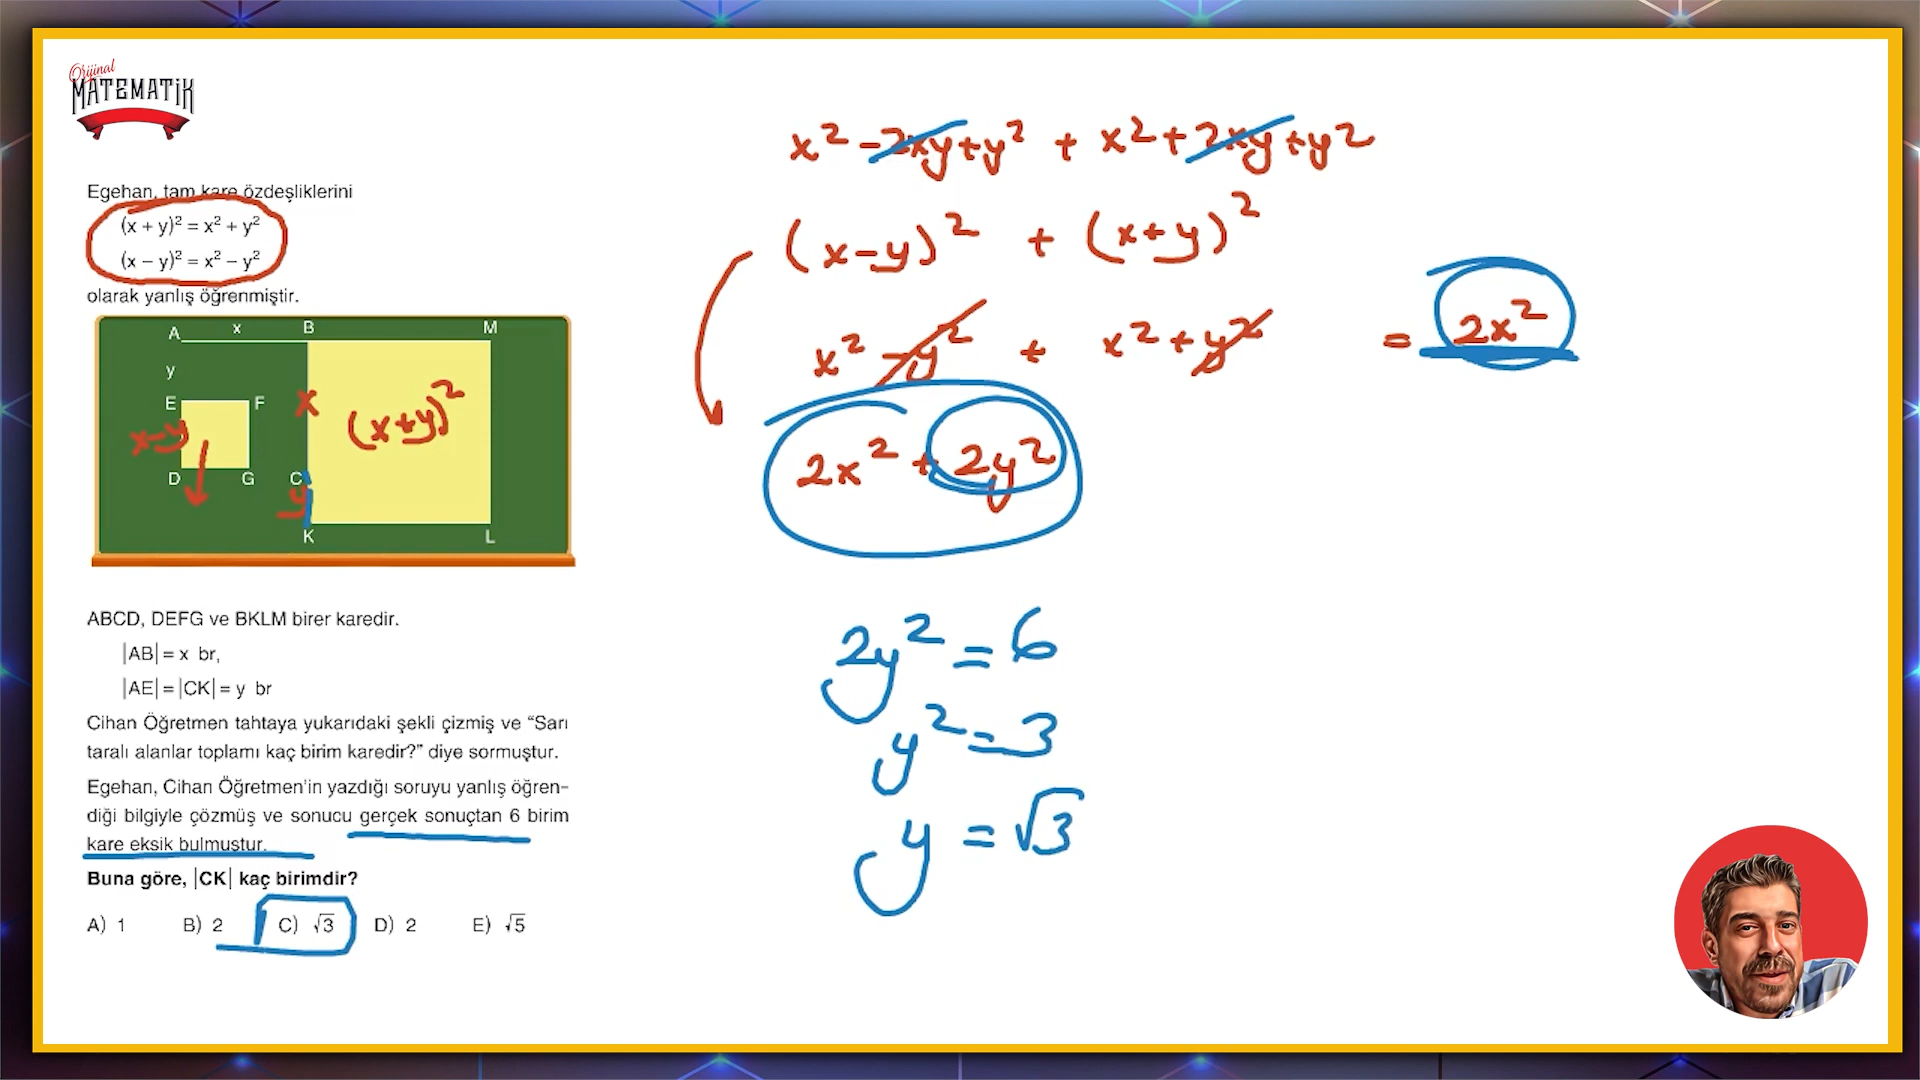 Orijinal
MATEMATİK
Egehan, tam kare özdeşliklerini
(x + y)² = x² + y²
(x – y)² = x² – y²
olarak yanlış öğrenmiştir.
A x B M
y
E F x (x+y)²
x-y
D G C
y
K L
ABCD, DEFG ve BKLM birer karedir.
|AB| = x br,
|AE| = |CK| = y br
Cihan Öğretmen tahtaya yukarıdaki şekli çizmiş ve “Sarı
taralı alanlar toplamı kaç birim karedir?” diye sormuştur.
Egehan, Cihan Öğretmen’in yazdığı soruyu yanlış öğren-
diği bilgiyle çözmüş ve sonucu gerçek sonuçtan 6 birim
kare eksik bulmuştur.
Buna göre, |CK| kaç birimdir?
A) 1 B) 2 C) √3 D) 2 E) √5
x² -2xy+y² + x²+2xy+y²
(x-y)² + (x+y)²
x² -y² + x²+y² = 2x²
2x² + 2y²
2y² = 6
y² = 3
y = √3